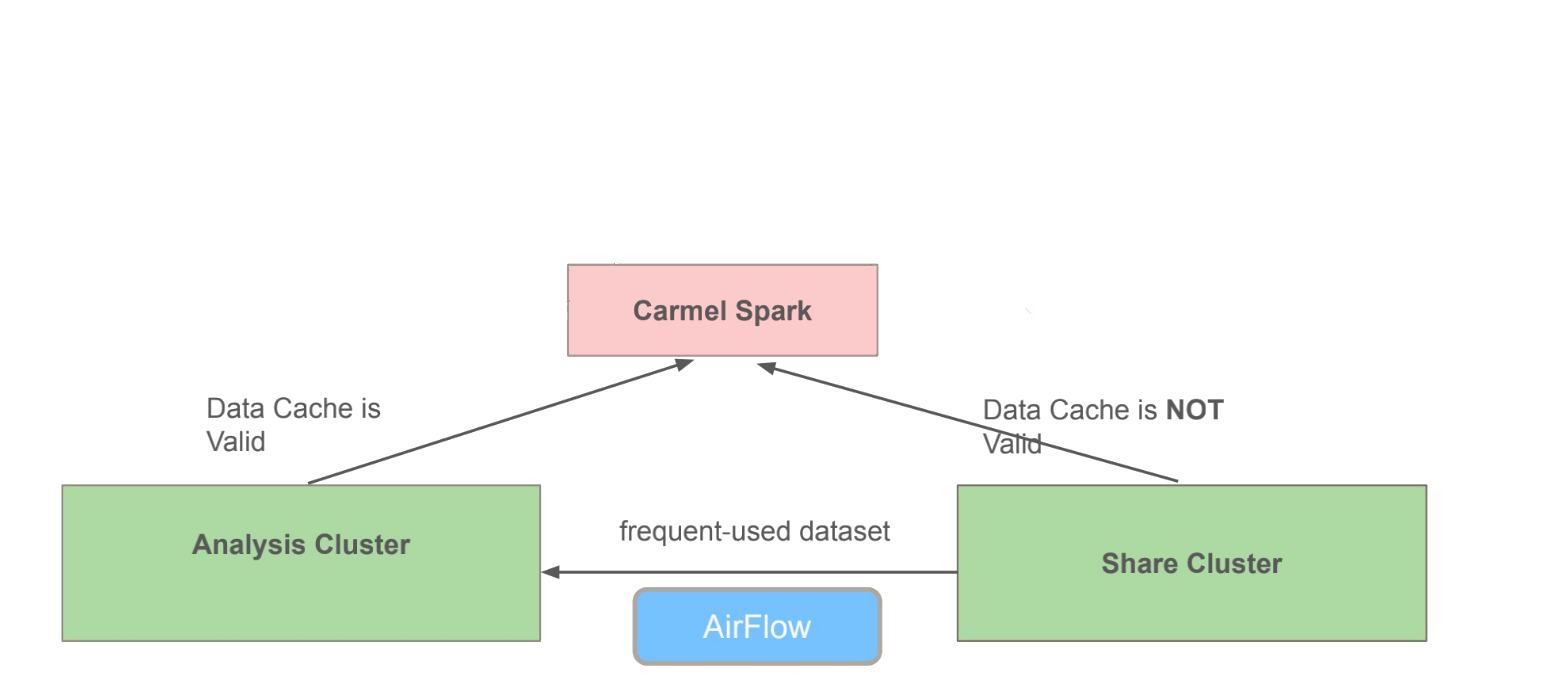 Carmel Spark
Data Cache is
Valid
Data Cache is NOT
Valid
Analysis Cluster
frequent-used dataset
Share Cluster
AirFlow